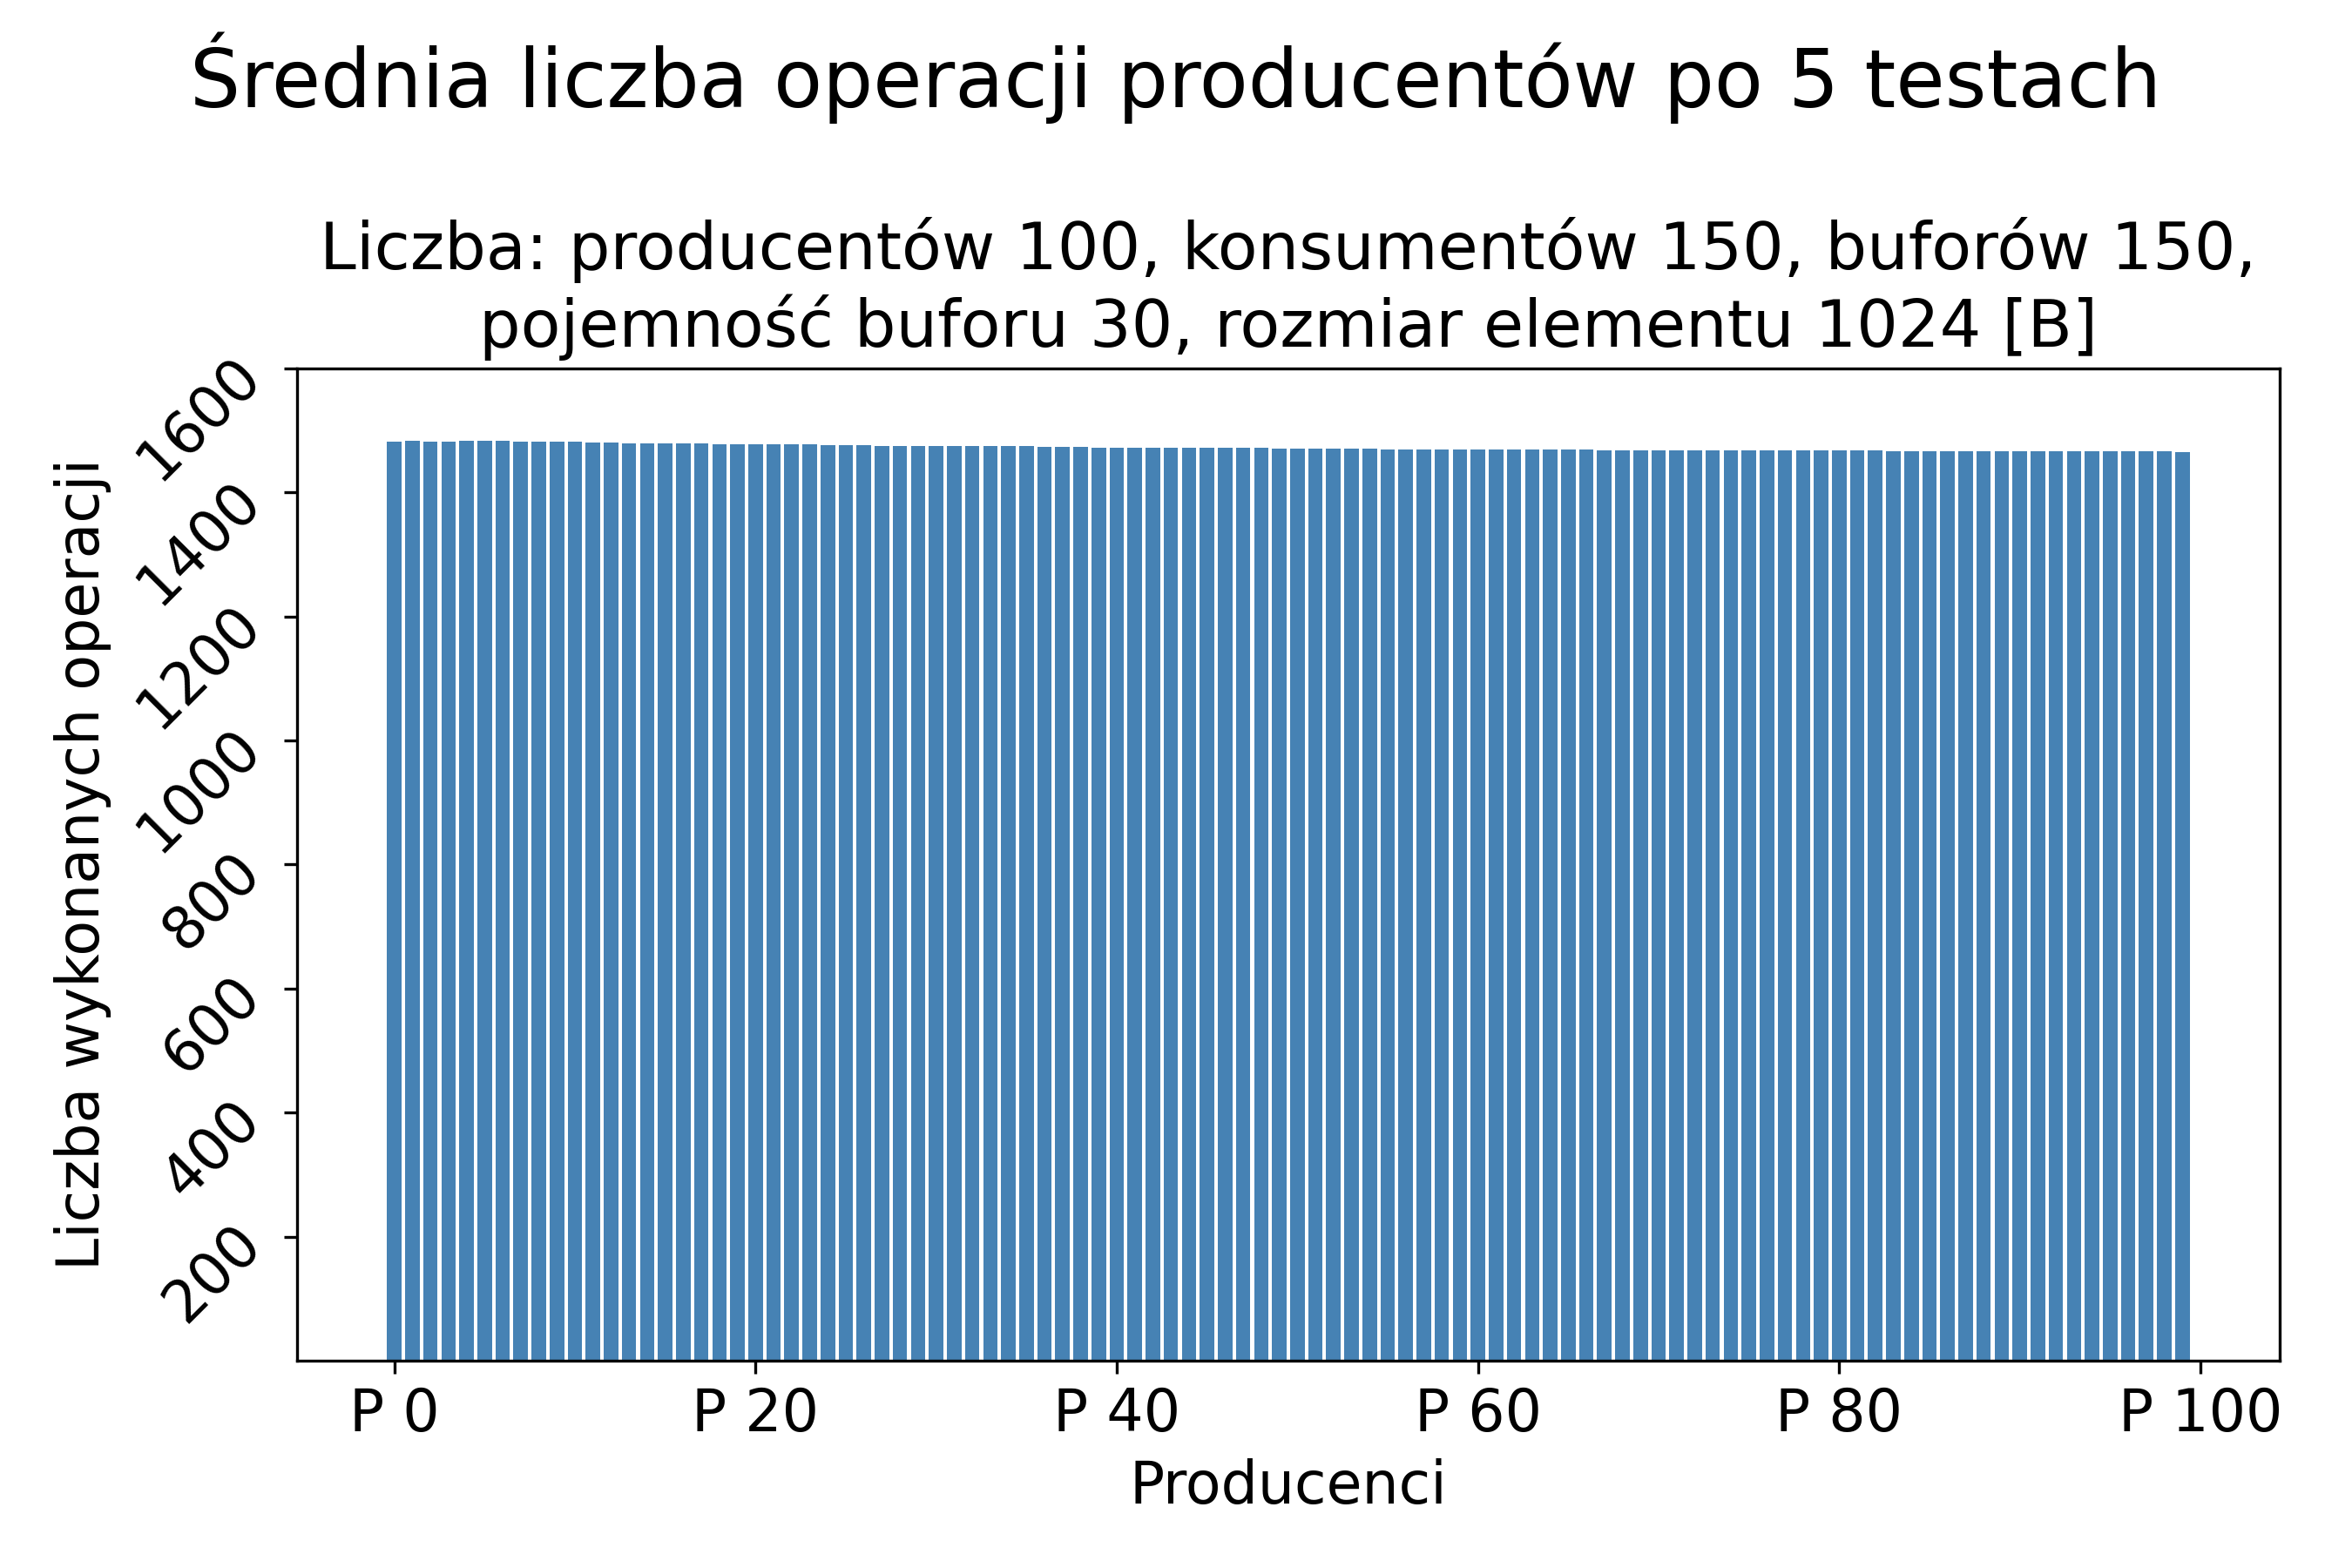 Średnia liczba operacji producentów po 5 testach
Liczba: producentów 100, konsumentów 150, buforów 150,
pojemność buforu 30, rozmiar elementu 1024 [B]
Liczba wykonanych operacji
1600
1400
1200
1000
800
600
400
200
P 0
P 20
P 40
P 60
P 80
P 100
Producenci